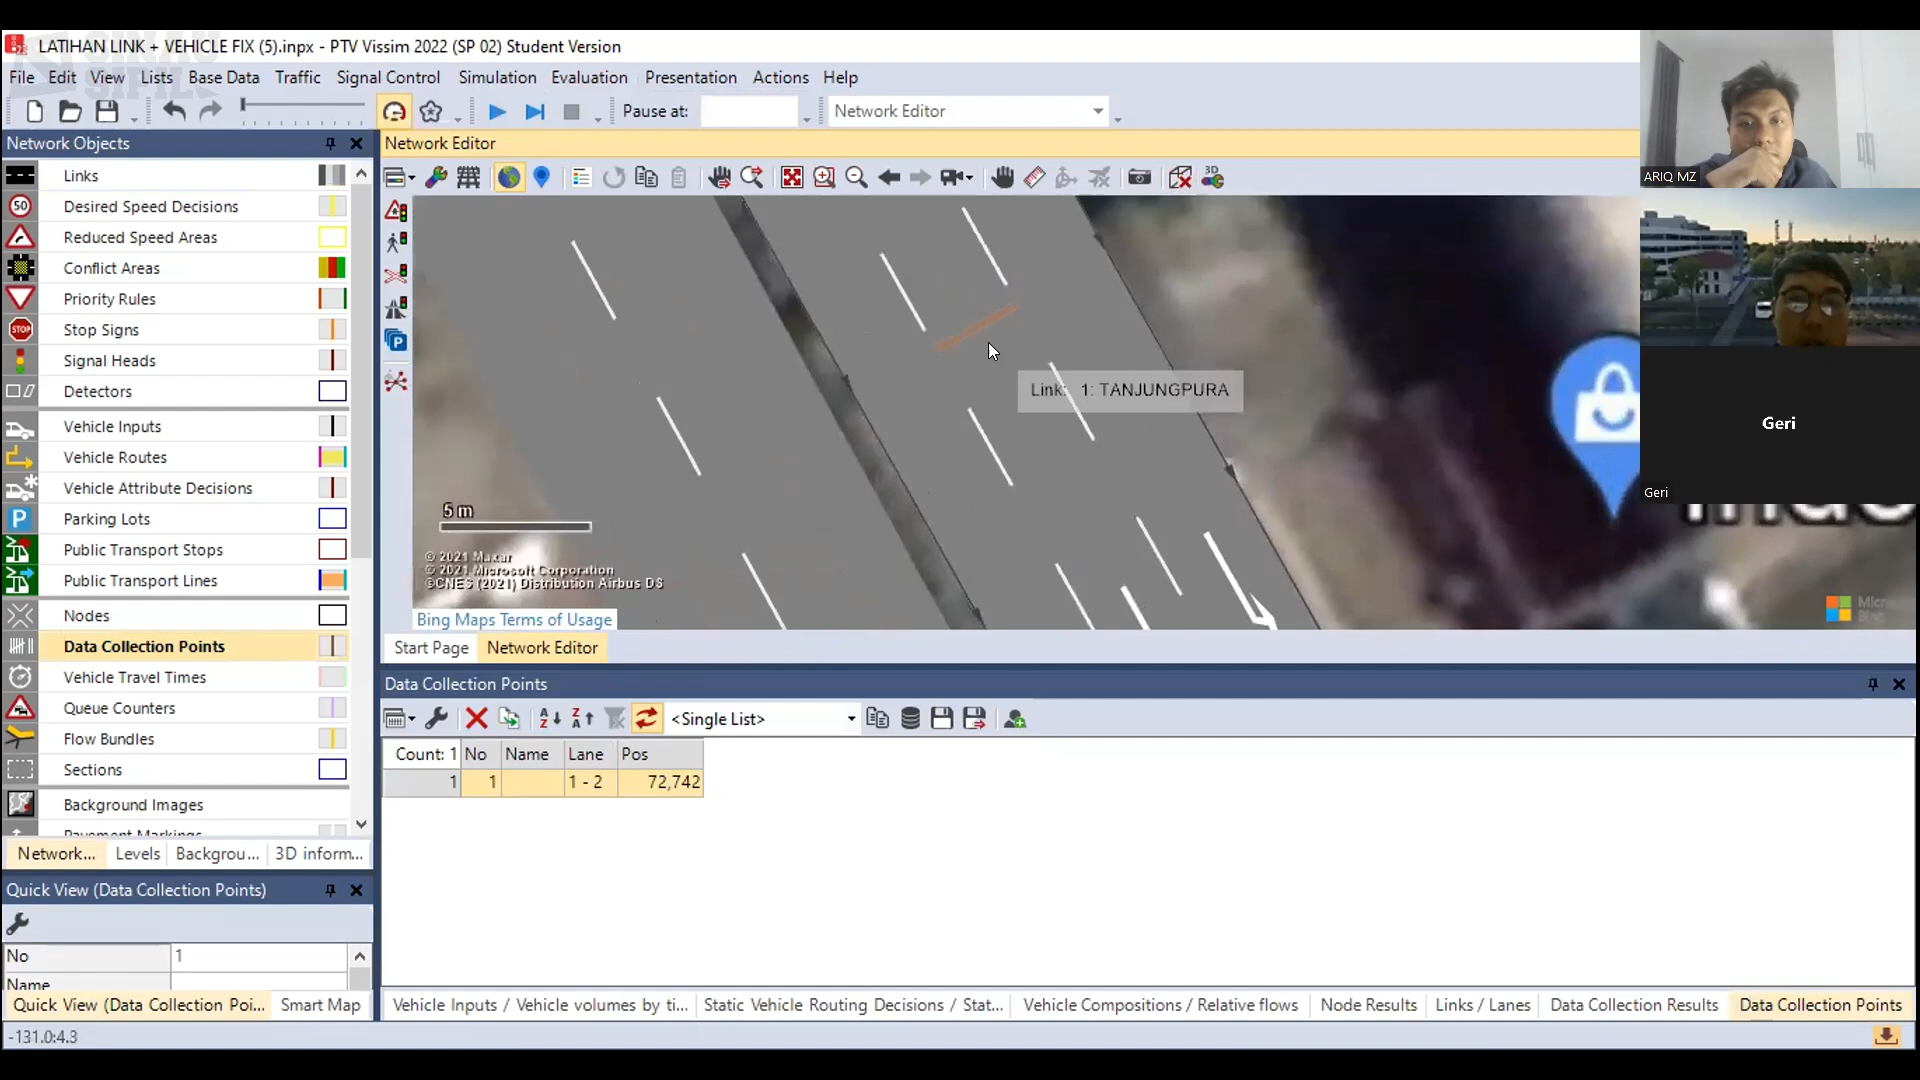 LATIHAN LINK + VEHICLE FIX (5).inpx - PTV Vissim 2022 (SP 02) Student Version
File Edit View Lists Base Data Traffic Signal Control Simulation Evaluation Presentation Actions Help
Pause at: Network Editor
Network Objects
Links
50 Desired Speed Decisions
Reduced Speed Areas
Conflict Areas
Priority Rules
STOP Stop Signs
Signal Heads
Detectors
Vehicle Inputs
Vehicle Routes
Vehicle Attribute Decisions
P Parking Lots
Public Transport Stops
Public Transport Lines
Nodes
Data Collection Points
Vehicle Travel Times
Queue Counters
Flow Bundles
Sections
Background Images
Pavement Markings
Network... Levels Backgrou... 3D inform...
Quick View (Data Collection Points)
No 1
Name
Quick View (Data Collection Poi... Smart Map
-131.0:4.3
Network Editor
3D
P
Link: 1: TANJUNGPURA
5 m
© 2021 Maxar
© 2021 Microsoft Corporation
©CNES (2021) Distribution Airbus DS
Bing Maps Terms of Usage
Start Page Network Editor
Data Collection Points
<Single List>
Count: 1 No Name Lane Pos
1 1 1 - 2 72,742
Vehicle Inputs / Vehicle volumes by ti... Static Vehicle Routing Decisions / Stat... Vehicle Compositions / Relative flows Node Results Links / Lanes Data Collection Results Data Collection Points
ARIQ MZ
Geri
Geri